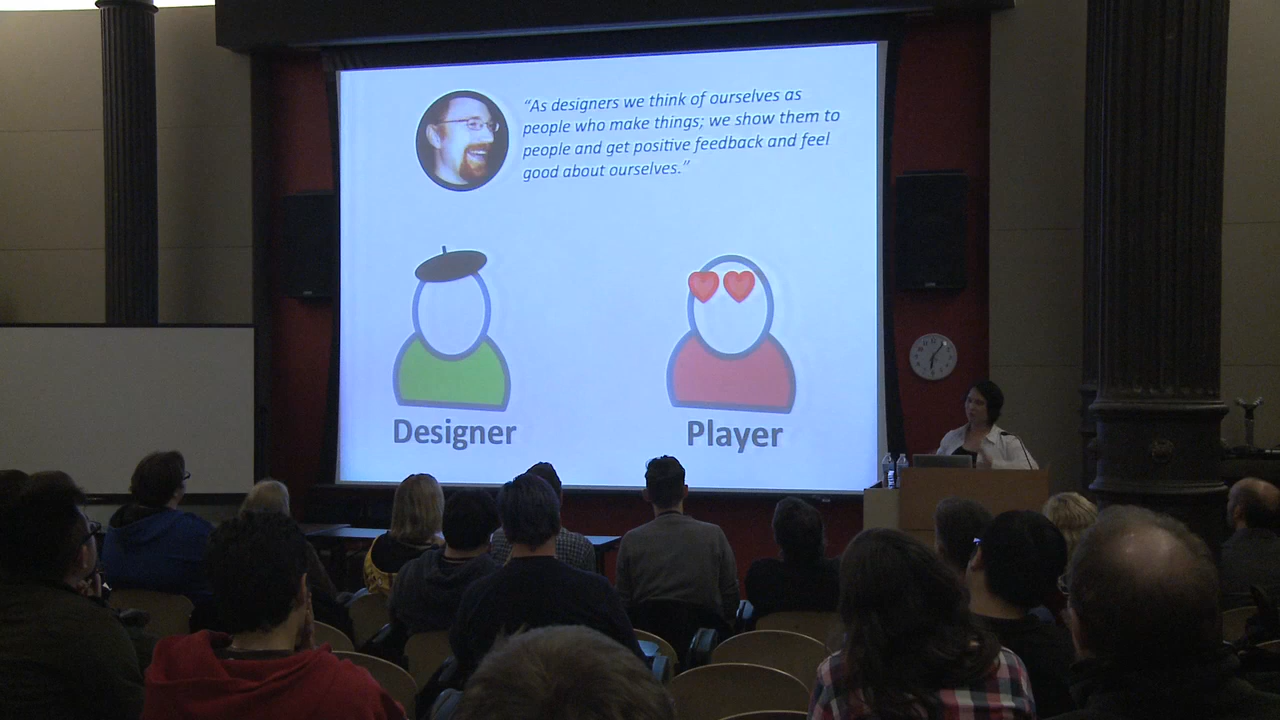 “As designers we think of ourselves as
people who make things; we show them to
people and get positive feedback and feel
good about ourselves.”
Designer
Player